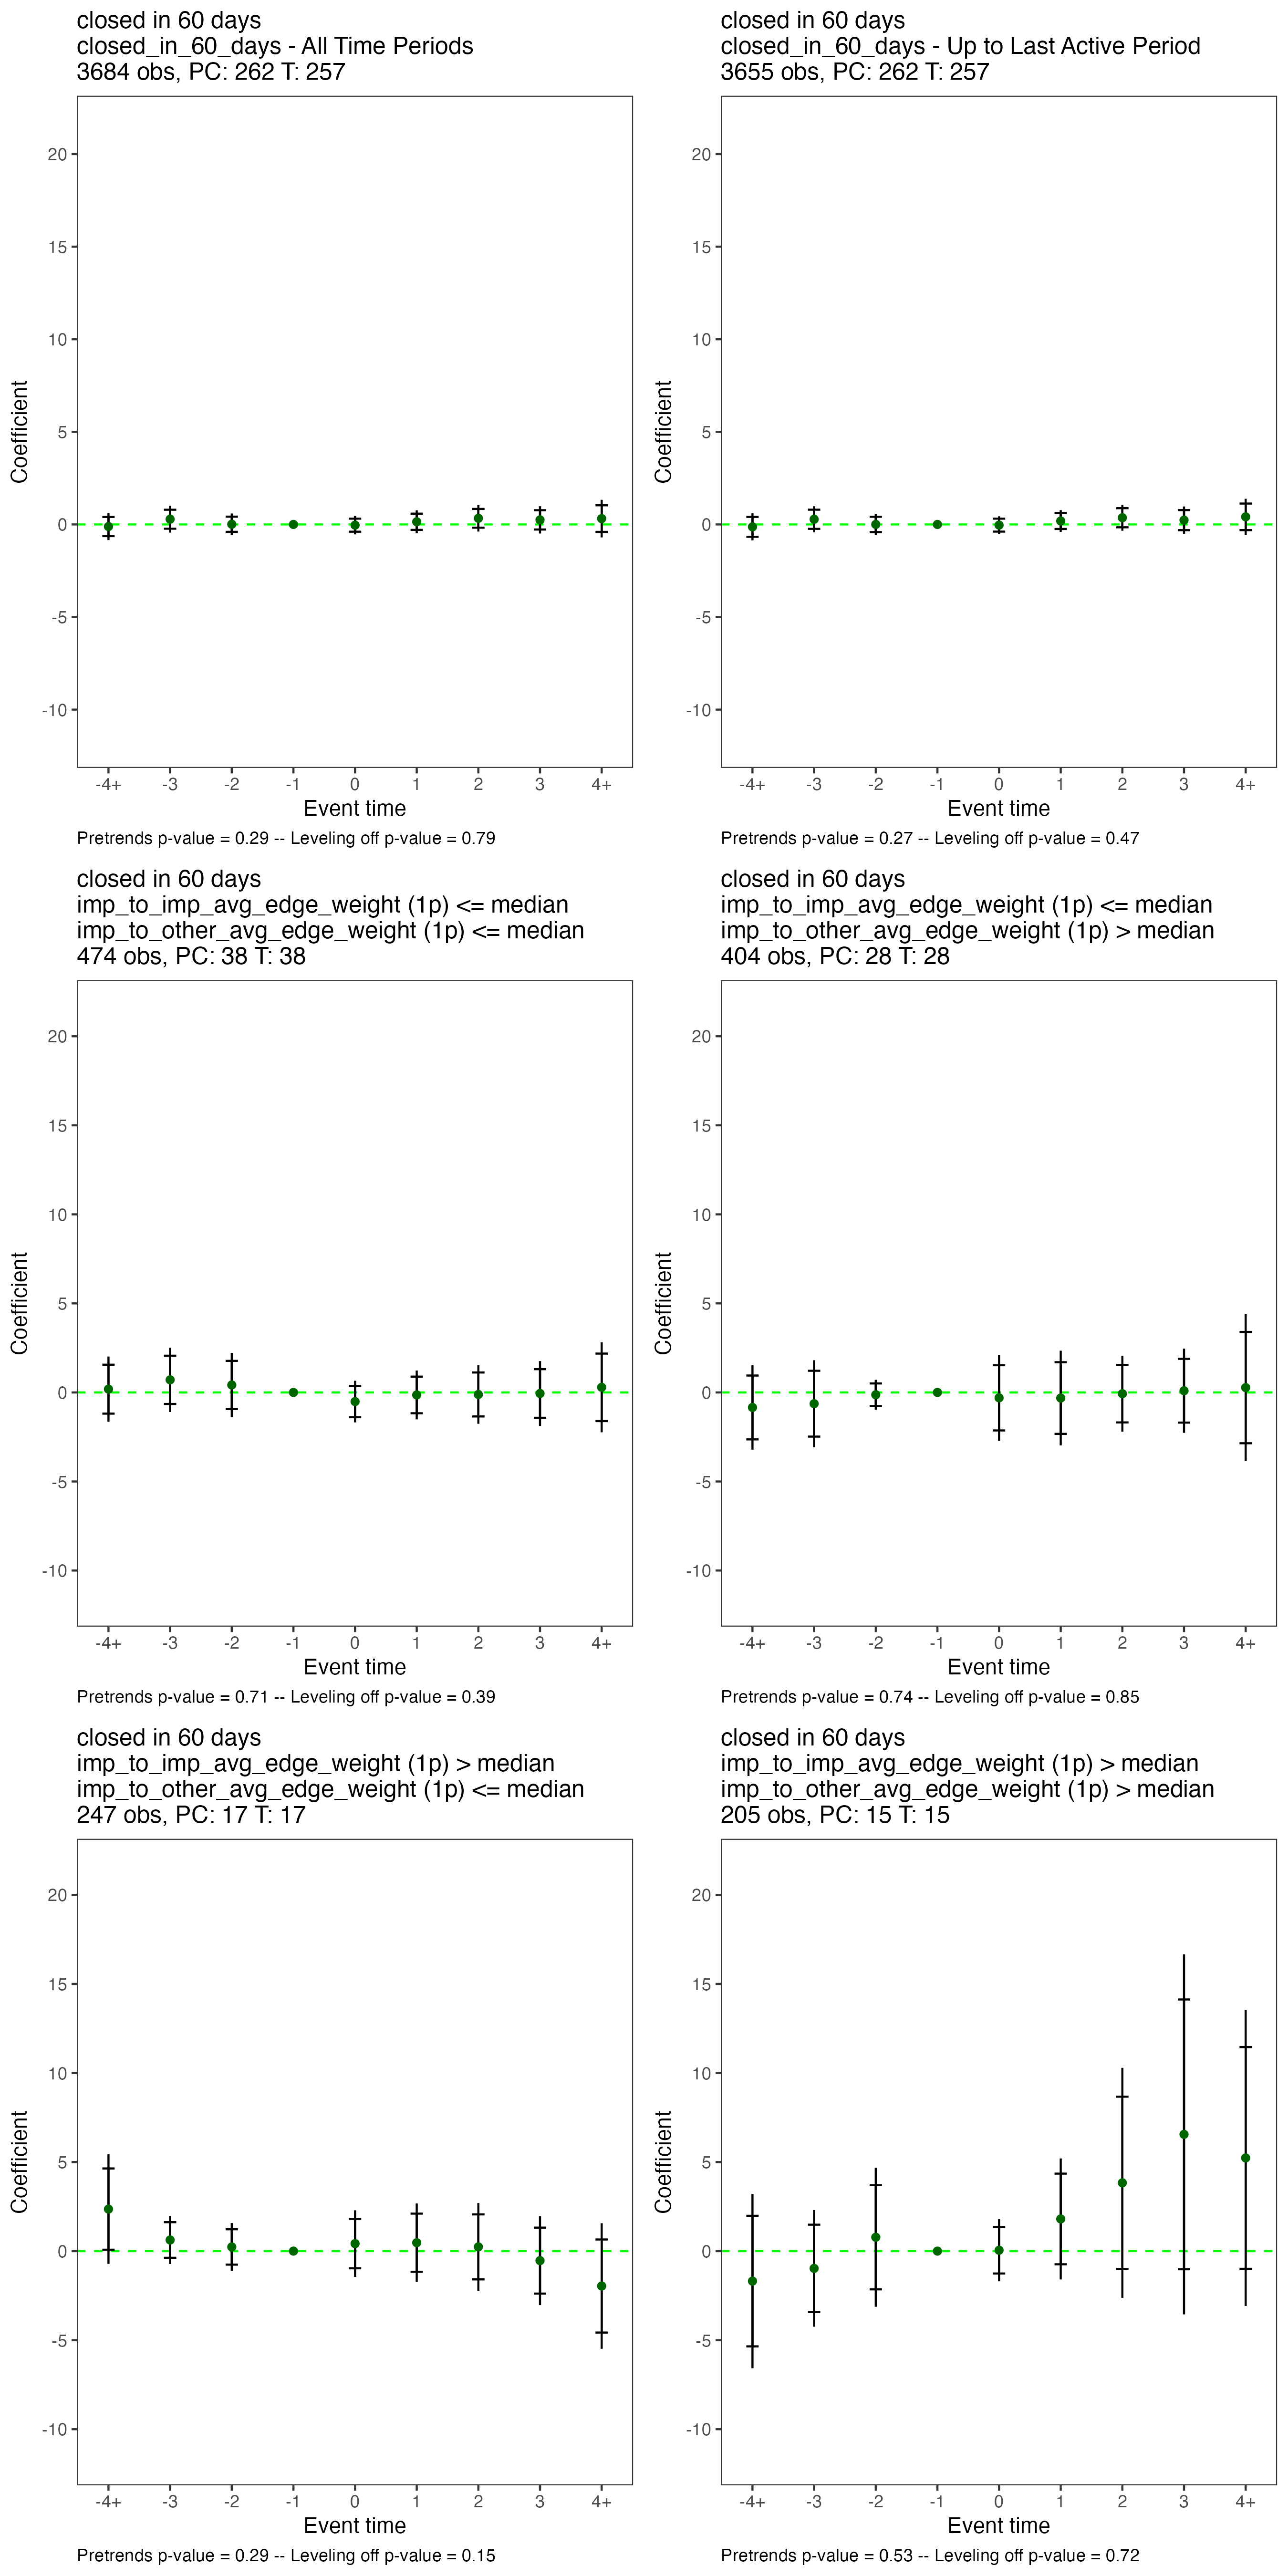 closed in 60 days
closed_in_60_days - All Time Periods
3684 obs, PC: 262 T: 257
20
15
10
5
0
-5
-10
Coefficient
-4+ -3 -2 -1 0 1 2 3 4+
Event time
Pretrends p-value = 0.29 -- Leveling off p-value = 0.79
closed in 60 days
closed_in_60_days - Up to Last Active Period
3655 obs, PC: 262 T: 257
20
15
10
5
0
-5
-10
Coefficient
-4+ -3 -2 -1 0 1 2 3 4+
Event time
Pretrends p-value = 0.27 -- Leveling off p-value = 0.47
closed in 60 days
imp_to_imp_avg_edge_weight (1p) <= median
imp_to_other_avg_edge_weight (1p) <= median
474 obs, PC: 38 T: 38
20
15
10
5
0
-5
-10
Coefficient
-4+ -3 -2 -1 0 1 2 3 4+
Event time
Pretrends p-value = 0.71 -- Leveling off p-value = 0.39
closed in 60 days
imp_to_imp_avg_edge_weight (1p) <= median
imp_to_other_avg_edge_weight (1p) > median
404 obs, PC: 28 T: 28
20
15
10
5
0
-5
-10
Coefficient
-4+ -3 -2 -1 0 1 2 3 4+
Event time
Pretrends p-value = 0.74 -- Leveling off p-value = 0.85
closed in 60 days
imp_to_imp_avg_edge_weight (1p) > median
imp_to_other_avg_edge_weight (1p) <= median
247 obs, PC: 17 T: 17
20
15
10
5
0
-5
-10
Coefficient
-4+ -3 -2 -1 0 1 2 3 4+
Event time
Pretrends p-value = 0.29 -- Leveling off p-value = 0.15
closed in 60 days
imp_to_imp_avg_edge_weight (1p) > median
imp_to_other_avg_edge_weight (1p) > median
205 obs, PC: 15 T: 15
20
15
10
5
0
-5
-10
Coefficient
-4+ -3 -2 -1 0 1 2 3 4+
Event time
Pretrends p-value = 0.53 -- Leveling off p-value = 0.72